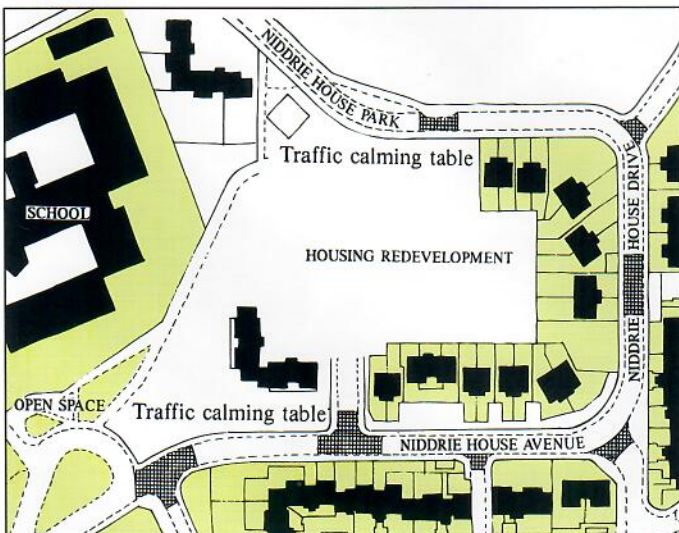 NIDDRIE HOUSE PARK
Traffic calming table
NIDDRIE HOUSE DRIVE
SCHOOL
HOUSING REDEVELOPMENT
OPEN SPACE
Traffic calming table
NIDDRIE HOUSE AVENUE